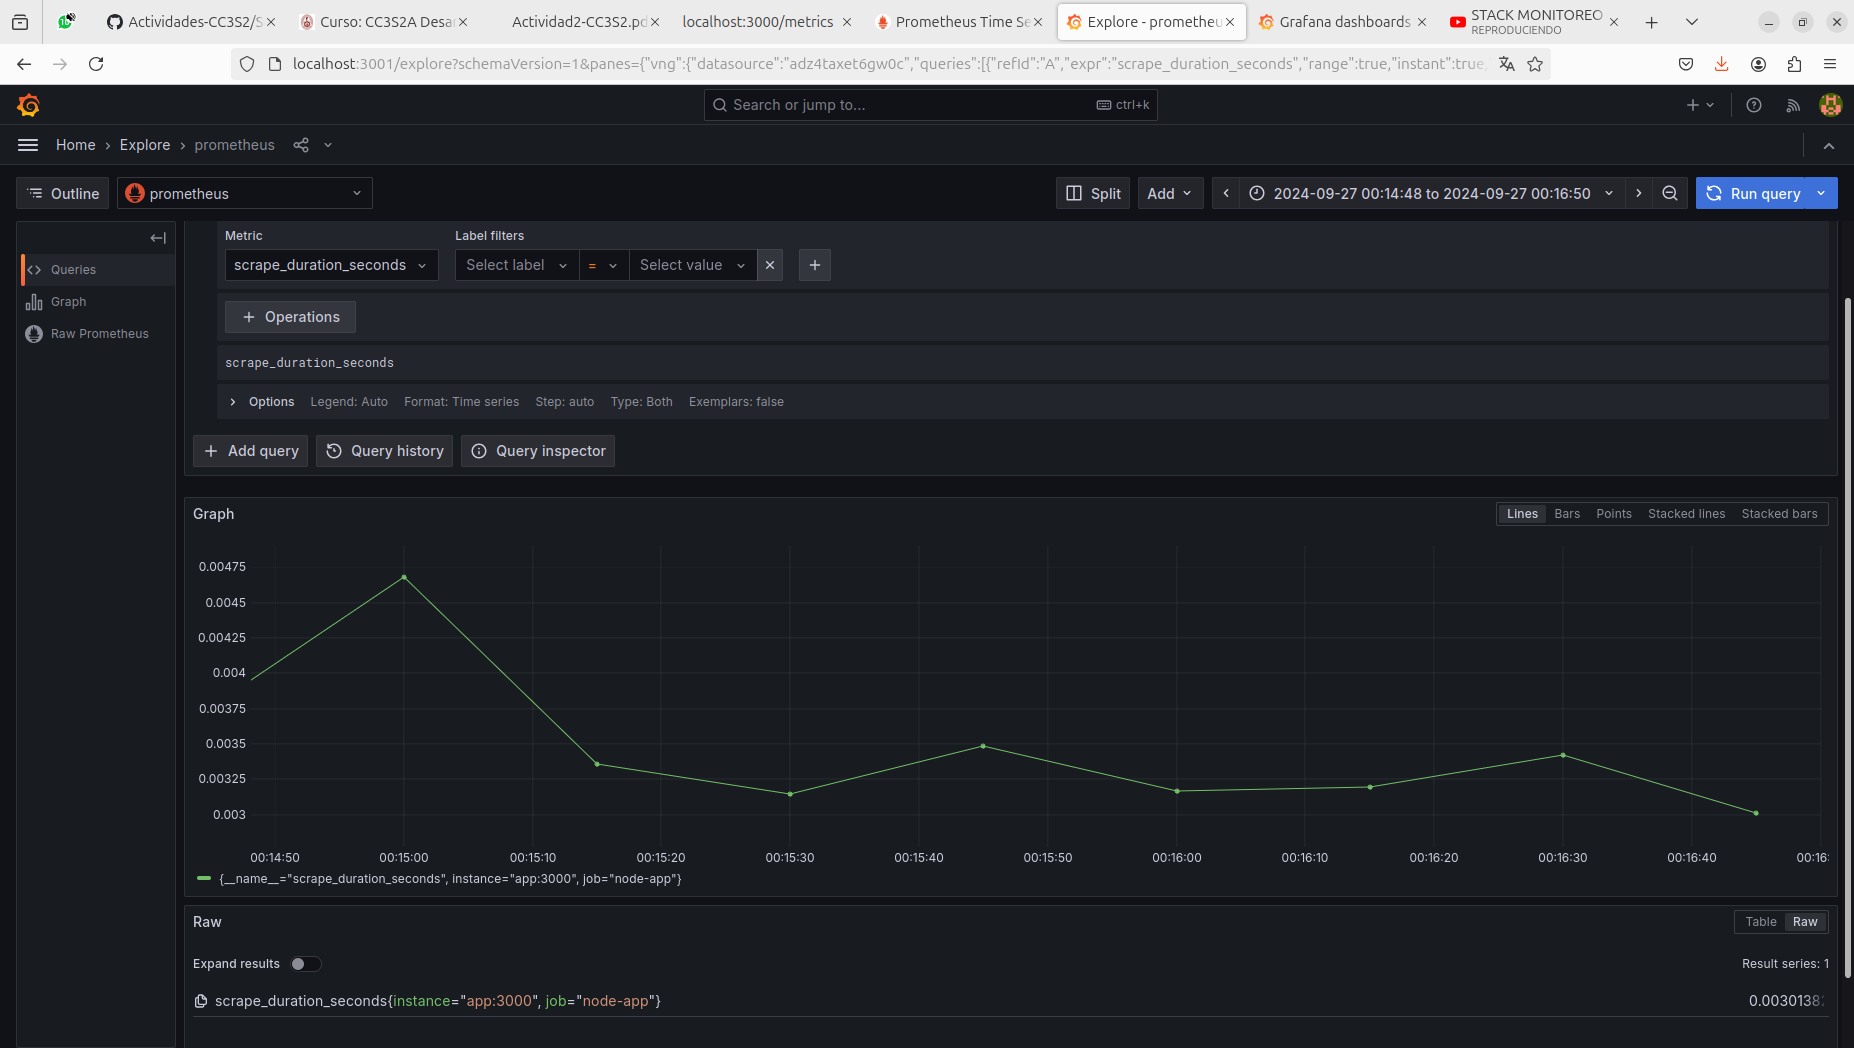 Actividades-CC3S2/S
Curso: CC3S2A Desar
Actividad2-CC3S2.pd
localhost:3000/metrics
Prometheus Time Se
Explore - prometheu
Grafana dashboards
STACK MONITOREO
REPRODUCIENDO
localhost:3001/explore?schemaVersion=1&panes={"vng":{"datasource":"adz4taxet6gw0c","queries":[{"refId":"A","expr":"scrape_duration_seconds","range":true,"instant":true,
Search or jump to...
ctrl+k
Home › Explore › prometheus
Outline
prometheus
Split
Add
2024-09-27 00:14:48 to 2024-09-27 00:16:50
Run query
Queries
Graph
Raw Prometheus
Metric
Label filters
scrape_duration_seconds
Select label
=
Select value
Operations
scrape_duration_seconds
Options
Legend: Auto
Format: Time series
Step: auto
Type: Both
Exemplars: false
Add query
Query history
Query inspector
Graph
Lines
Bars
Points
Stacked lines
Stacked bars
0.00475
0.0045
0.00425
0.004
0.00375
0.0035
0.00325
0.003
00:14:50
00:15:00
00:15:10
00:15:20
00:15:30
00:15:40
00:15:50
00:16:00
00:16:10
00:16:20
00:16:30
00:16:40
00:16:
{__name__="scrape_duration_seconds", instance="app:3000", job="node-app"}
Raw
Table
Raw
Expand results
Result series: 1
scrape_duration_seconds{instance="app:3000", job="node-app"}
0.0030138